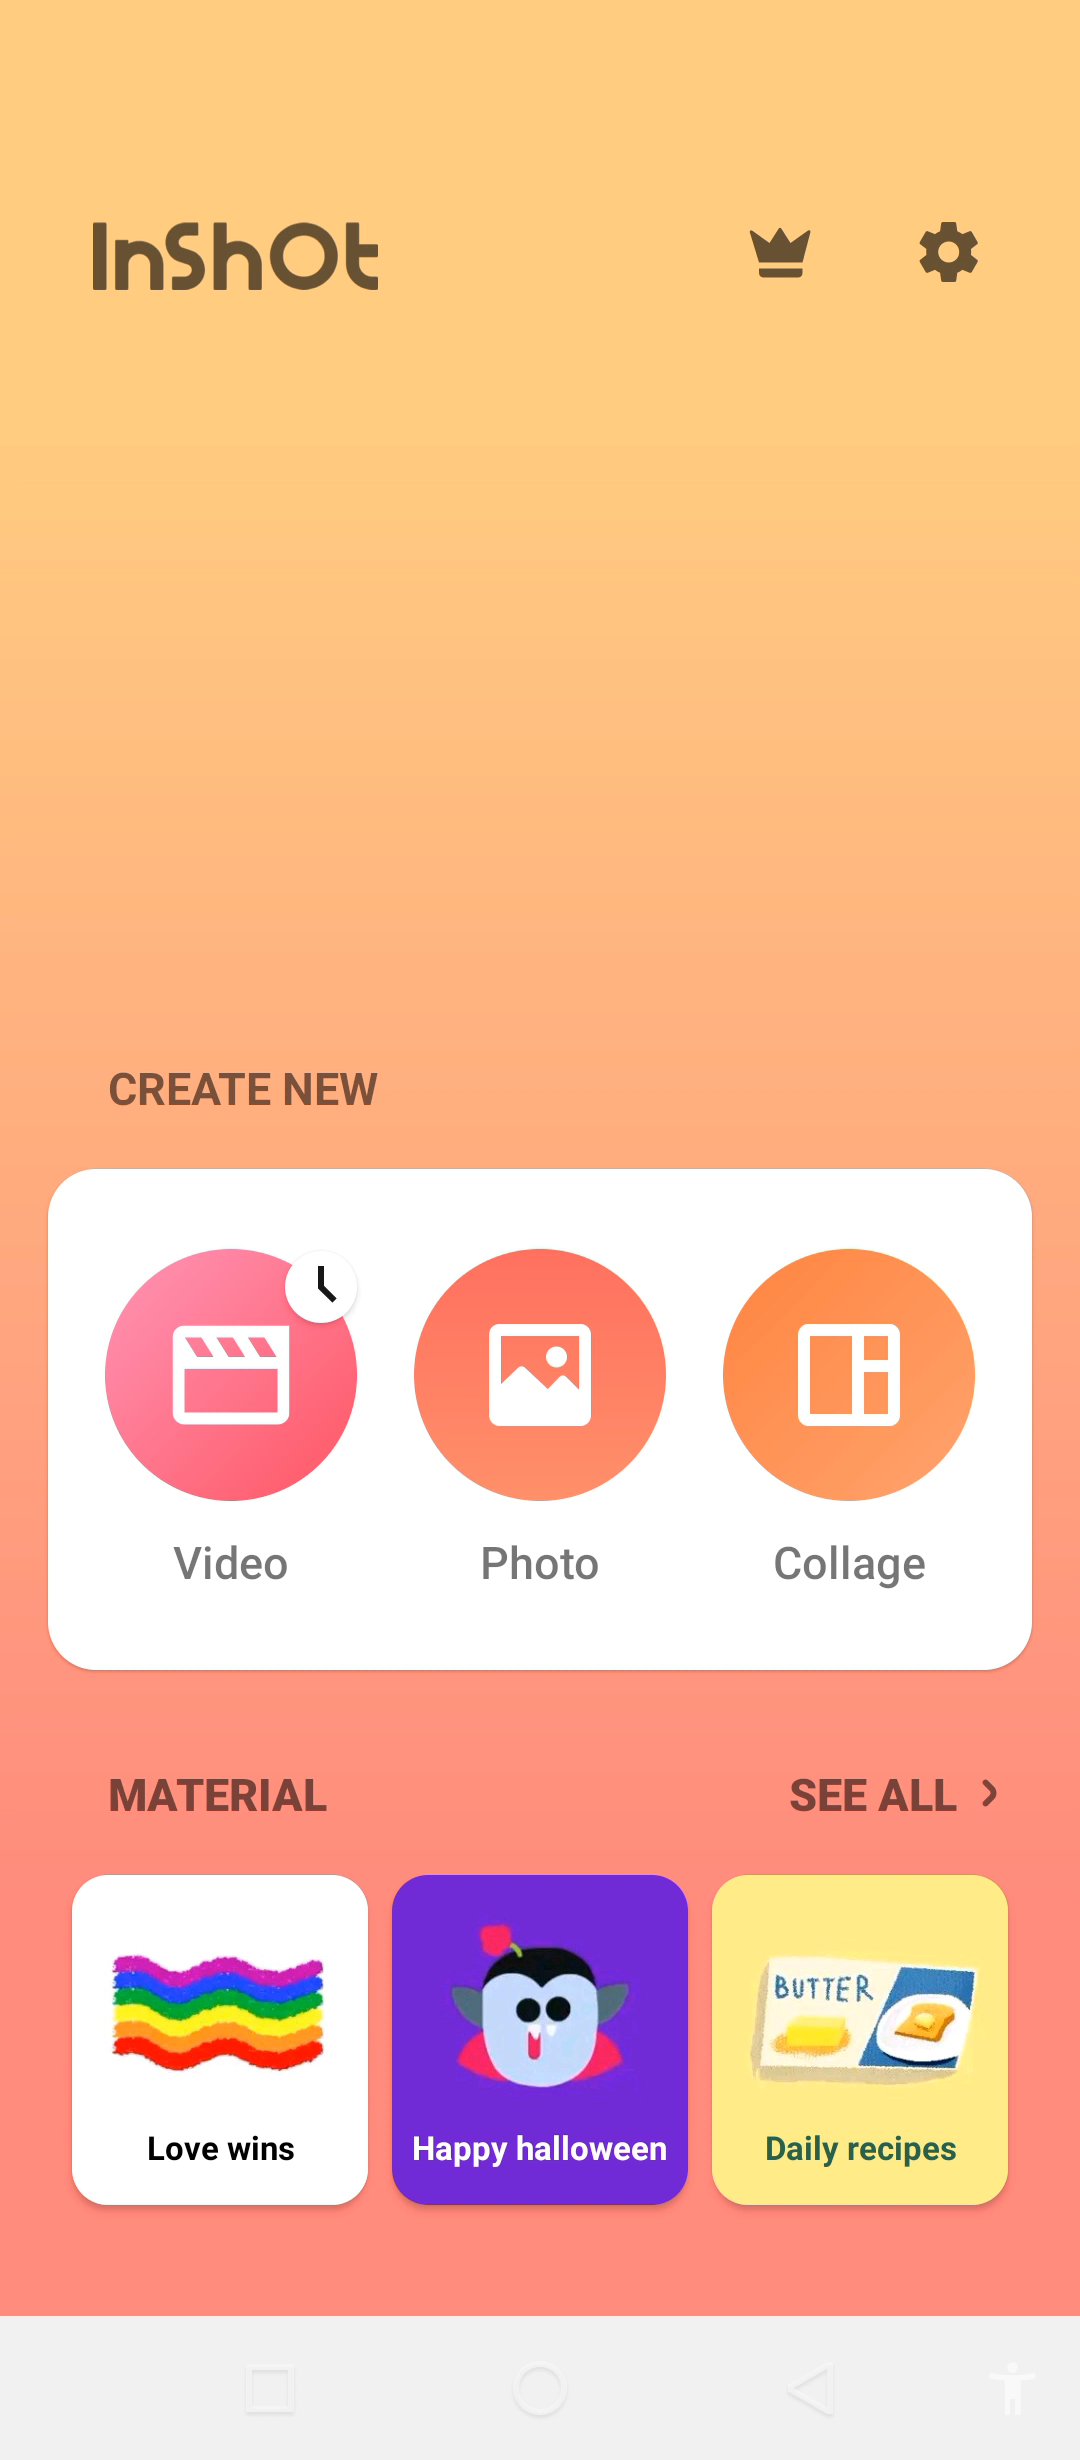 InShOt
CREATE NEW
Video
Photo
Collage
MATERIAL
SEE ALL
BUTTER
Love wins
Happy halloween
Daily recipes